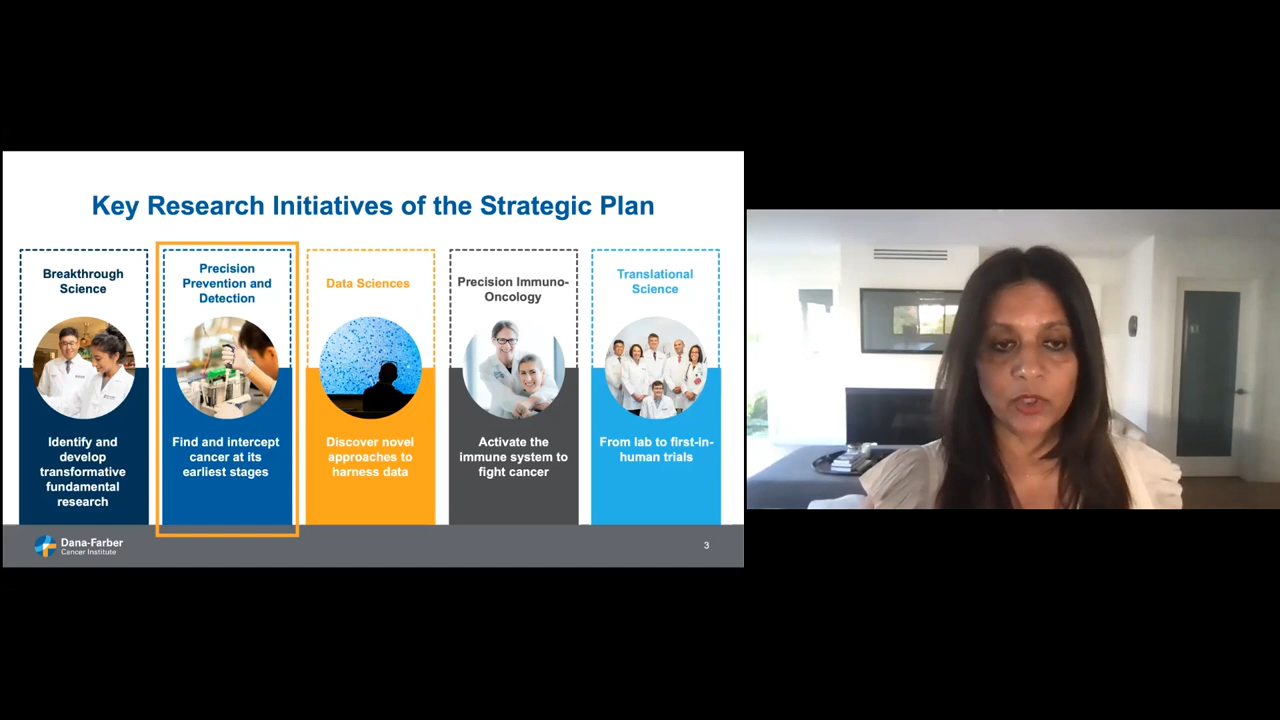 Key Research Initiatives of the Strategic Plan
Breakthrough
Science
Identify and
develop
transformative
fundamental
research
Precision
Prevention and
Detection
Find and intercept
cancer at its
earliest stages
Data Sciences
Discover novel
approaches to
harness data
Precision Immuno-
Oncology
Activate the
immune system to
fight cancer
Translational
Science
From lab to first-in-
human trials
Dana-Farber
Cancer Institute
3